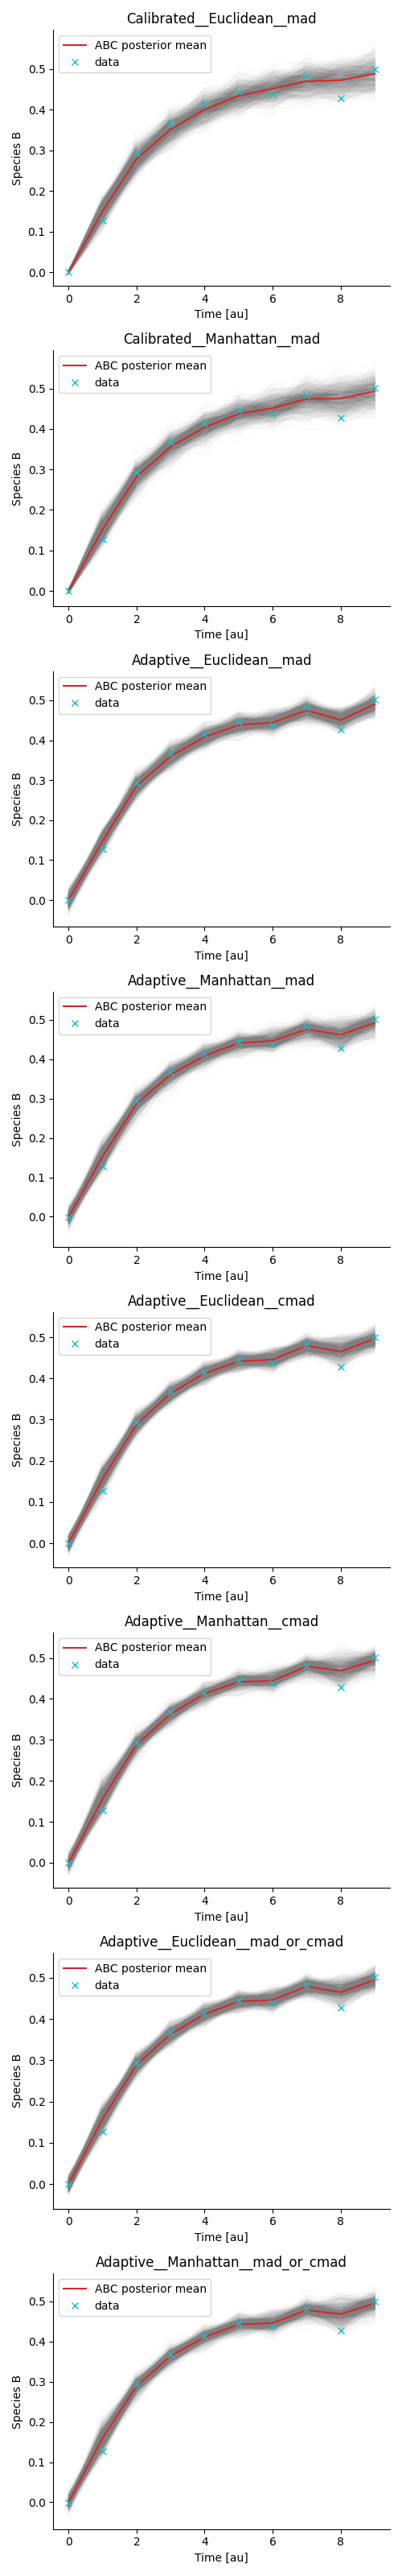 Calibrated__Euclidean__mad
ABC posterior mean
data
0.5
0.4
0.3
0.2
0.1
0.0
Species B
0 2 4 6 8
Time [au]
Calibrated__Manhattan__mad
ABC posterior mean
data
0.5
0.4
0.3
0.2
0.1
0.0
Species B
0 2 4 6 8
Time [au]
Adaptive__Euclidean__mad
ABC posterior mean
data
0.5
0.4
0.3
0.2
0.1
0.0
Species B
0 2 4 6 8
Time [au]
Adaptive__Manhattan__mad
ABC posterior mean
data
0.5
0.4
0.3
0.2
0.1
0.0
Species B
0 2 4 6 8
Time [au]
Adaptive__Euclidean__cmad
ABC posterior mean
data
0.5
0.4
0.3
0.2
0.1
0.0
Species B
0 2 4 6 8
Time [au]
Adaptive__Manhattan__cmad
ABC posterior mean
data
0.5
0.4
0.3
0.2
0.1
0.0
Species B
0 2 4 6 8
Time [au]
Adaptive__Euclidean__mad_or_cmad
ABC posterior mean
data
0.5
0.4
0.3
0.2
0.1
0.0
Species B
0 2 4 6 8
Time [au]
Adaptive__Manhattan__mad_or_cmad
ABC posterior mean
data
0.5
0.4
0.3
0.2
0.1
0.0
Species B
0 2 4 6 8
Time [au]